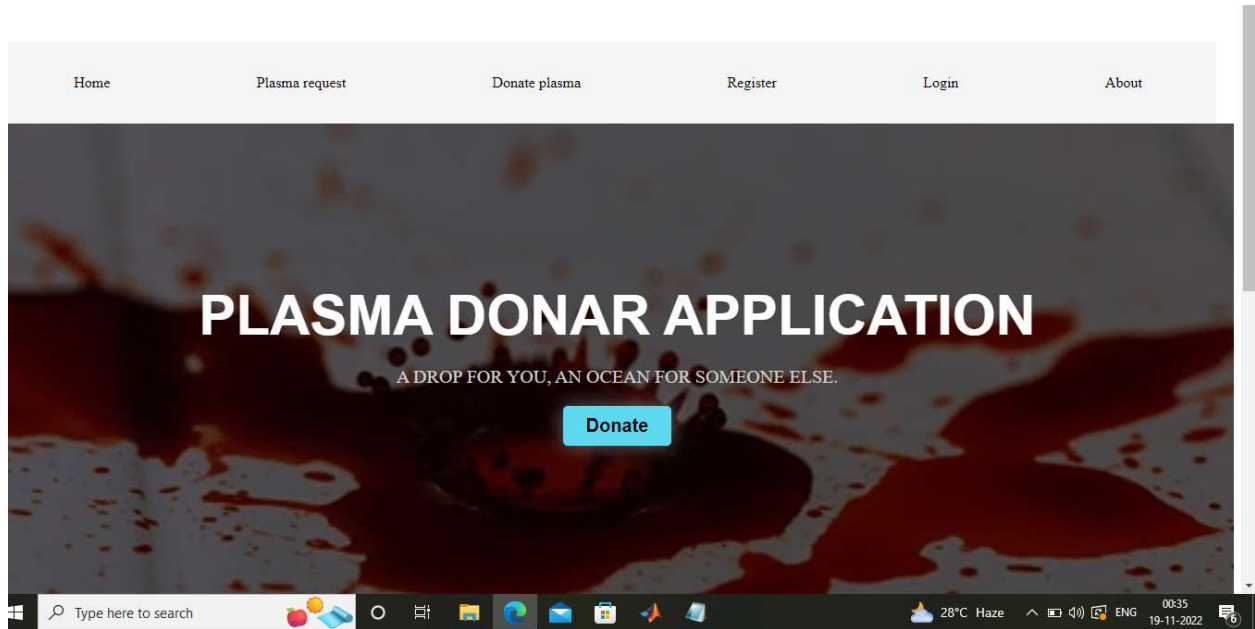 Home Plasma request Donate plasma Register Login About
PLASMA DONAR APPLICATION
A DROP FOR YOU, AN OCEAN FOR SOMEONE ELSE.
Donate
Type here to search 28°C Haze ENG 00:35
19-11-2022 6